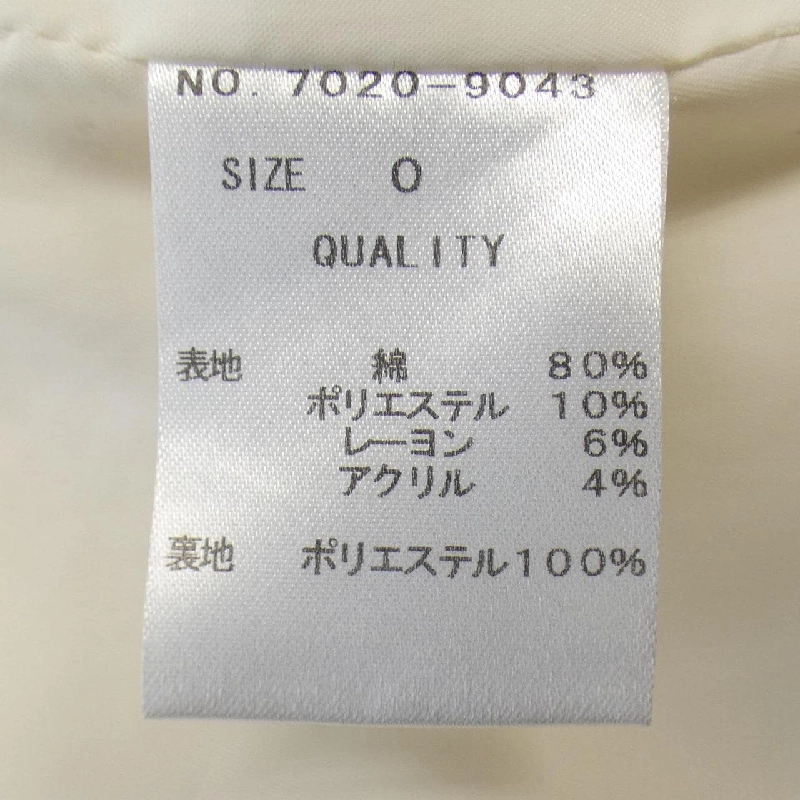 NO. 7020-9043
SIZE 0
QUALITY
表地 綿 80%
ポリエステル 10%
レーヨン 6%
アクリル 4%
裏地 ポリエステル100%